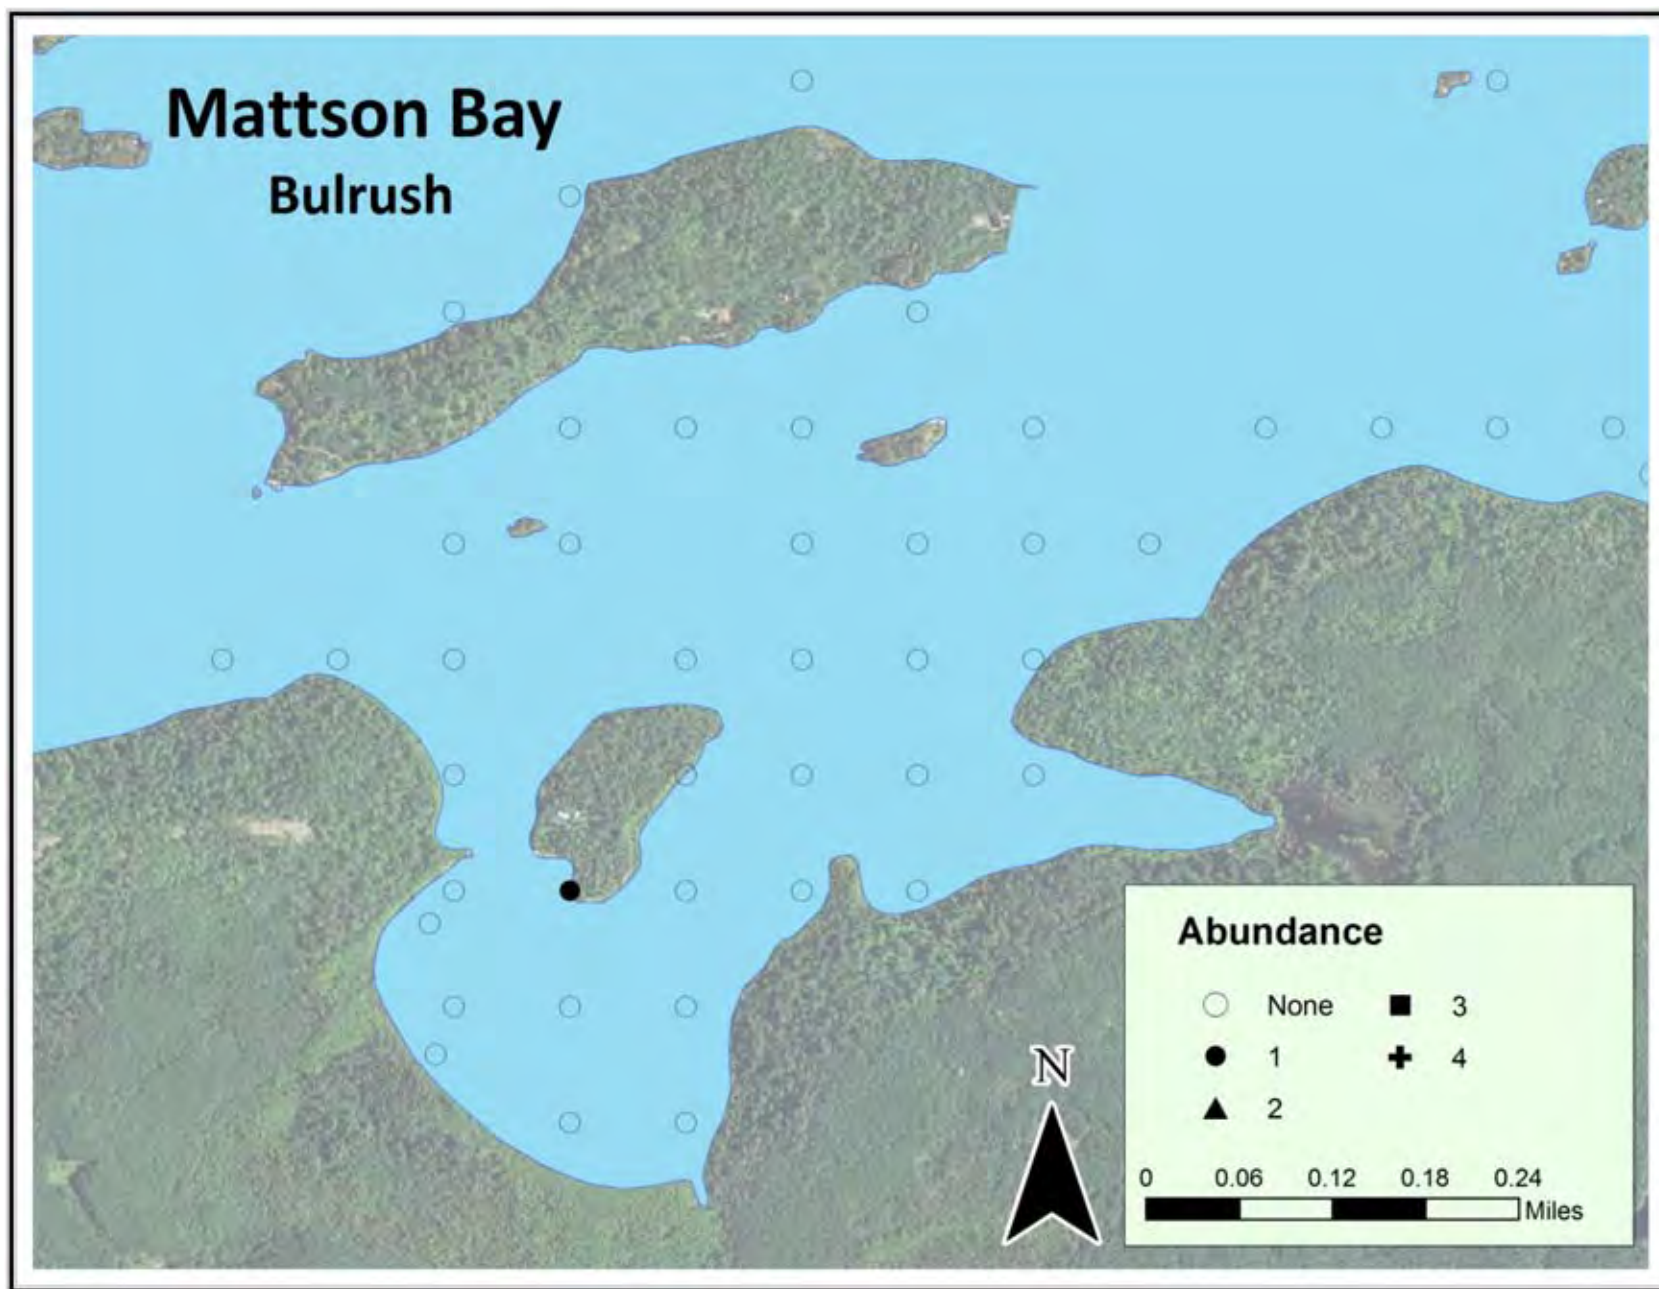 Mattson Bay
Bulrush
Abundance
None 3
1 4
2
N
0 0.06 0.12 0.18 0.24
Miles